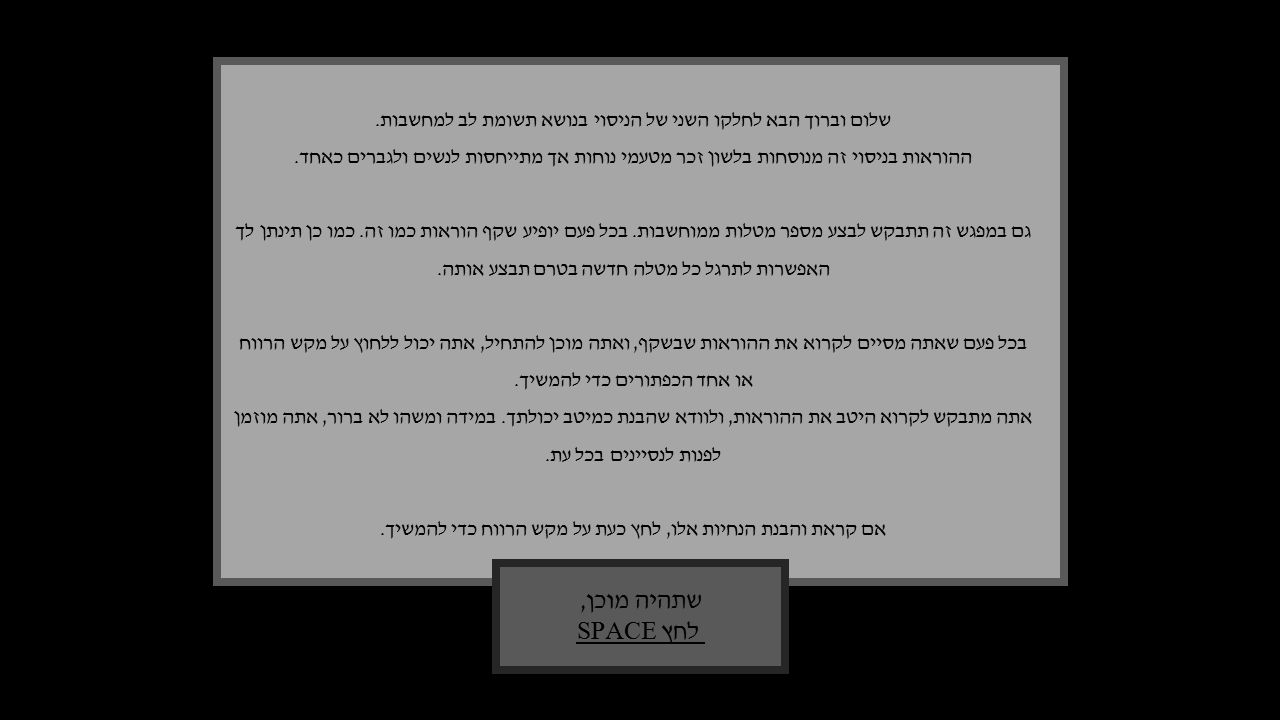 שלום וברוך הבא לחלקו השני של הניסוי בנושא תשומת לב למחשבות.
ההוראות בניסוי זה מנוסחות בלשון זכר מטעמי נוחות אך מתייחסות לנשים ולגברים כאחד.
גם במפגש זה תתבקש לבצע מספר מטלות ממוחשבות. בכל פעם יופיע שקף הוראות כמו זה. כמו כן תינתן לך
האפשרות לתרגל כל מטלה חדשה בטרם תבצע אותה.
בכל פעם שאתה מסיים לקרוא את ההוראות שבשקף, ואתה מוכן להתחיל, אתה יכול ללחוץ על מקש הרווח
או אחד הכפתורים כדי להמשיך.
אתה מתבקש לקרוא היטב את ההוראות, ולוודא שהבנת כמיטב יכולתך. במידה ומשהו לא ברור, אתה מוזמן
לפנות לנסיינים בכל עת.
אם קראת והבנת הנחיות אלו, לחץ כעת על מקש הרווח כדי להמשיך.
שתהיה מוכן,
לחץ SPACE